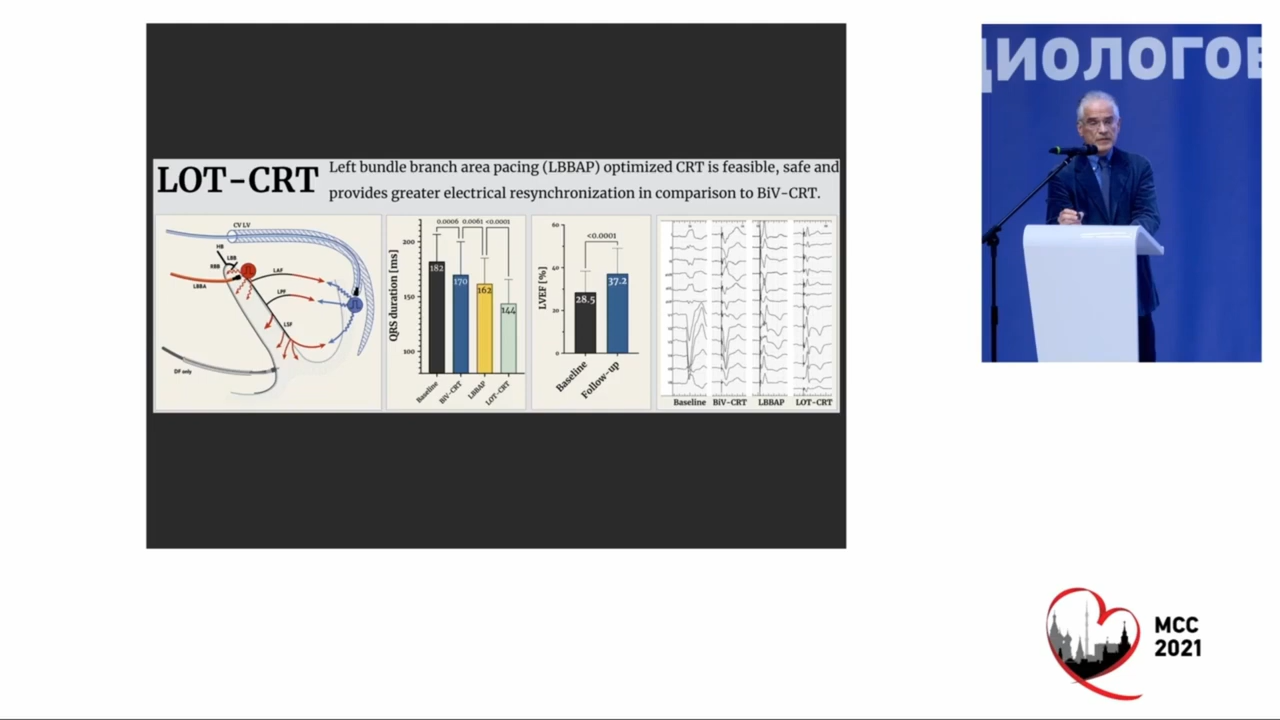 LOT-CRT
Left bundle branch area pacing (LBBAP) optimized CRT is feasible, safe and
provides greater electrical resynchronization in comparison to BiV-CRT.
CV LV
HB
LBB
RBB
LAF
LBBA
LPF
LSF
DF only
QRS duration [ms]
200
150
100
0.0006 0.0061 <0.0001
182
170
162
144
Baseline
BiV-CRT
LBBAP
LOT-CRT
LVEF [%]
60
40
20
0
<0.0001
28.5
37.2
Baseline
Follow-up
Baseline BiV-CRT LBBAP LOT-CRT
ИОЛОГОВ
МСС
2021